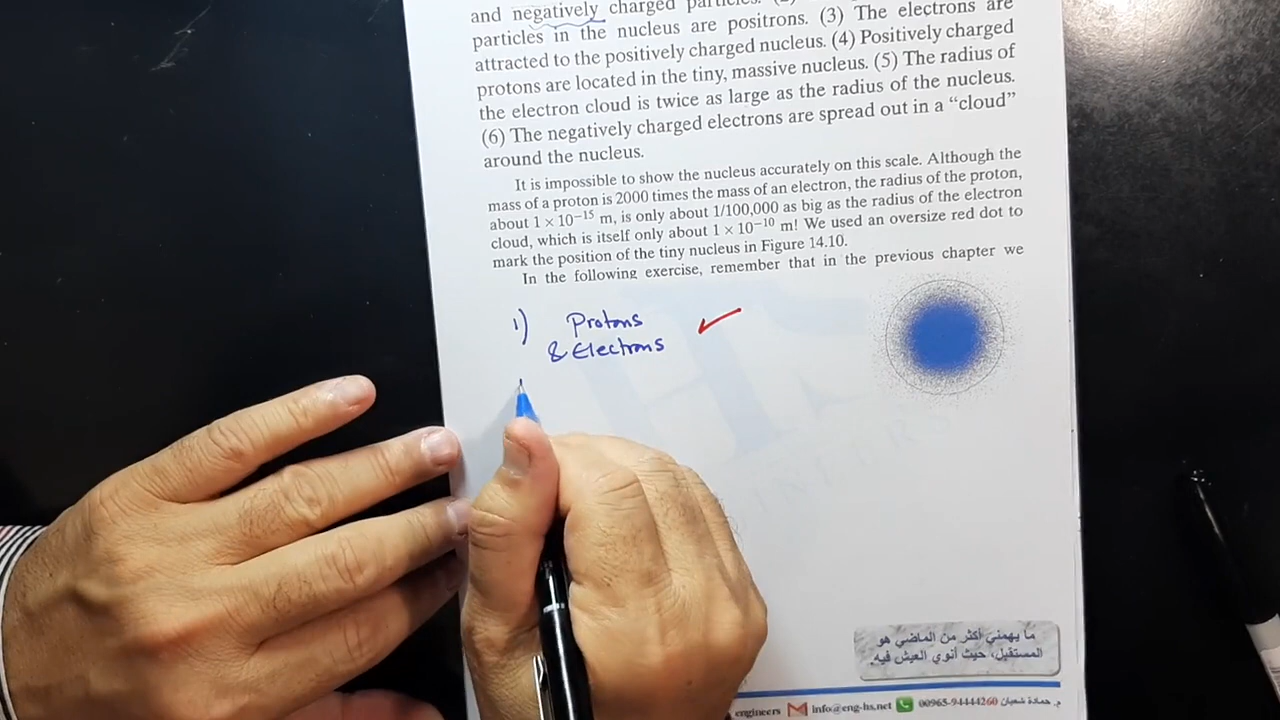 and negatively charged particles. (2)
particles in the nucleus are positrons. (3) The electrons are
attracted to the positively charged nucleus. (4) Positively charged
protons are located in the tiny, massive nucleus. (5) The radius of
the electron cloud is twice as large as the radius of the nucleus.
(6) The negatively charged electrons are spread out in a “cloud”
around the nucleus.
It is impossible to show the nucleus accurately on this scale. Although the
mass of a proton is 2000 times the mass of an electron, the radius of the proton,
about 1 × 10⁻¹⁵ m, is only about 1/100,000 as big as the radius of the electron
cloud, which is itself only about 1 × 10⁻¹⁰ m! We used an oversize red dot to
mark the position of the tiny nucleus in Figure 14.10.
In the following exercise, remember that in the previous chapter we
1) Protons
& Electrons
ما يهمني أكثر من الماضي هو
المستقبل، حيث أنوي العيش فيه.
engineers info@eng-hs.net 00965-94444260 م. حمادة شعبان